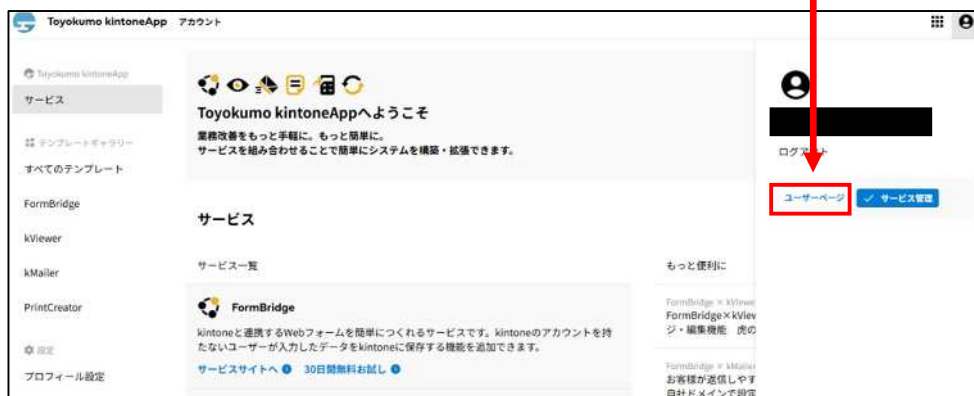 Toyokumo kintoneApp アカウント
Toyokumo kintoneApp
サービス
テンプレートギャラリー
すべてのテンプレート
FormBridge
kViewer
kMailer
PrintCreator
設定
プロフィール設定
Toyokumo kintoneAppへようこそ
業務改善をもっと手軽に。もっと簡単に。
サービスを組み合わせることで簡単にシステムを構築・拡張できます。
サービス
サービス一覧
FormBridge
kintoneと連携するWebフォームを簡単につくれるサービスです。kintoneのアカウントを持
たないユーザーが入力したデータをkintoneに保存する機能を追加できます。
サービスサイトへ 30日間無料お試し
もっと便利に
FormBridge × kViewe
FormBridge×kView
ジ・編集機能 虎の
FormBridge × kMailer
お客様が返信しやす
自社ドメインで設定
ログアウト
ユーザーページ サービス管理